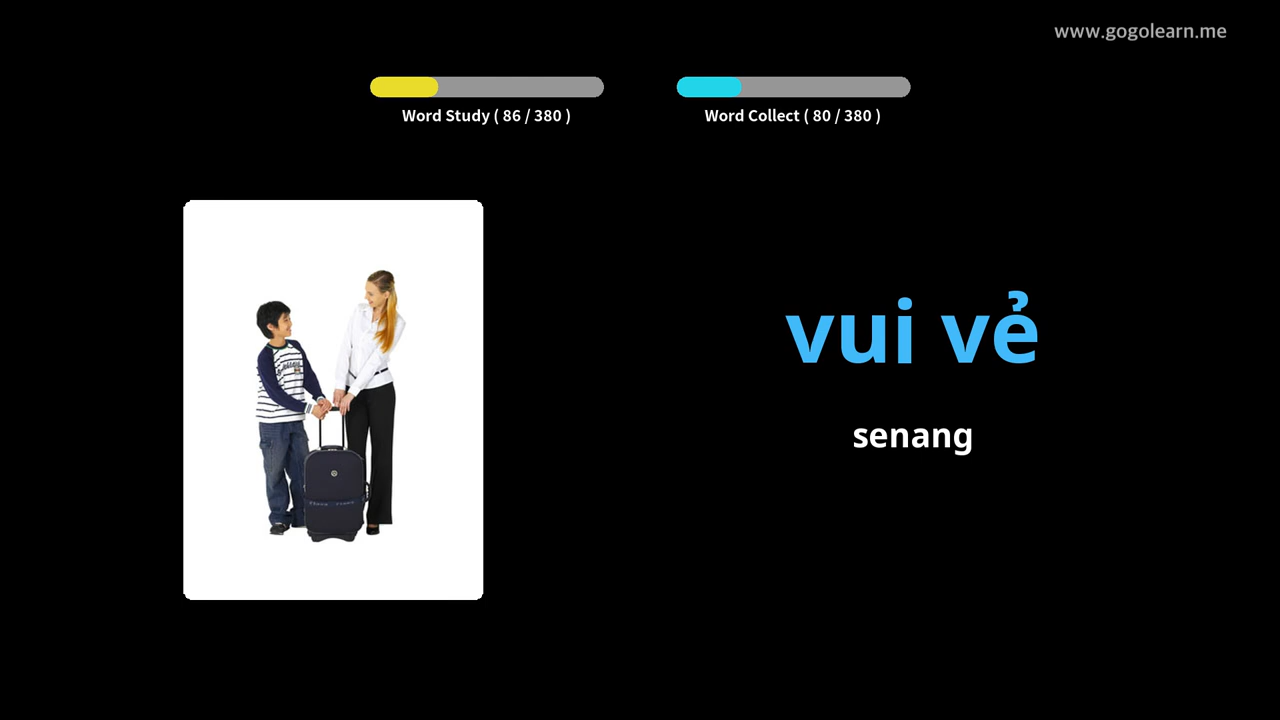 www.gogolearn.me
Word Study ( 86 / 380 )
Word Collect ( 80 / 380 )
vui vẻ
senang